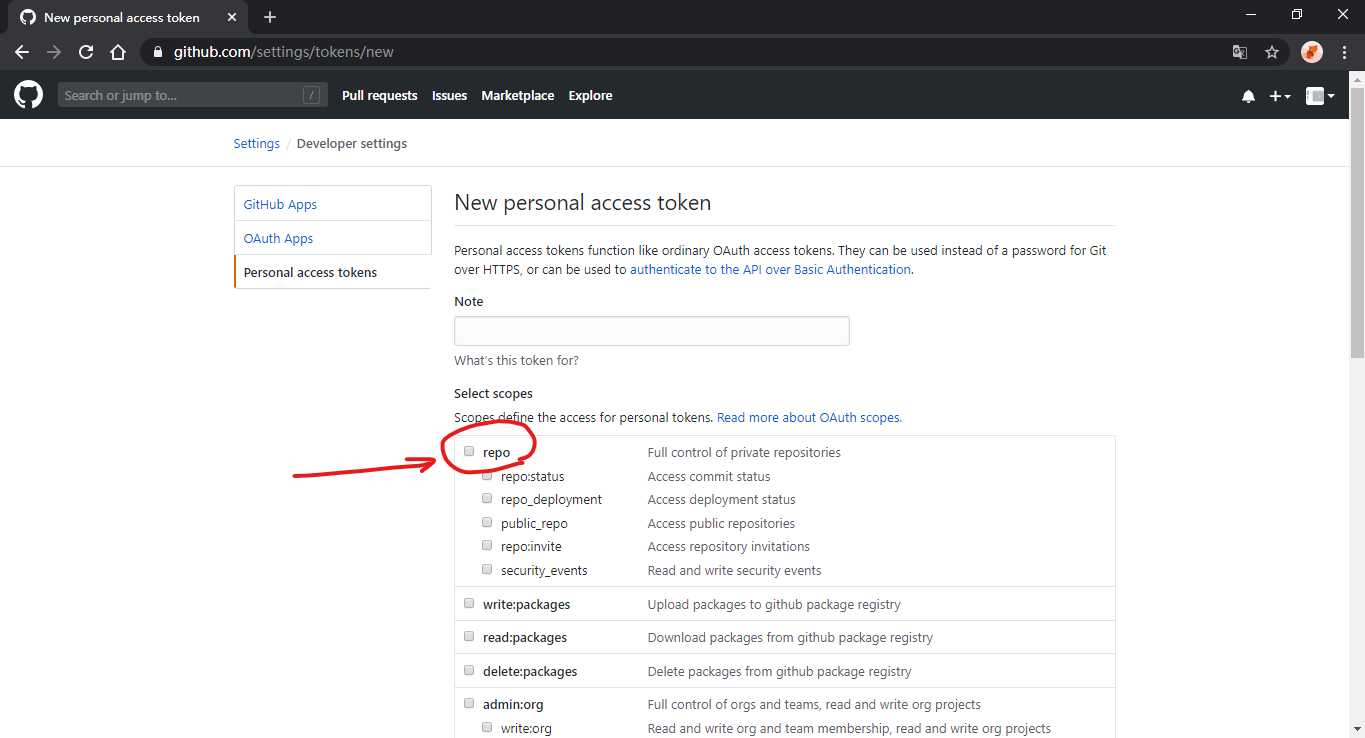 New personal access token
github.com/settings/tokens/new
Search or jump to... /
Pull requests Issues Marketplace Explore
Settings / Developer settings
GitHub Apps
OAuth Apps
Personal access tokens
New personal access token
Personal access tokens function like ordinary OAuth access tokens. They can be used instead of a password for Git
over HTTPS, or can be used to authenticate to the API over Basic Authentication.
Note
What's this token for?
Select scopes
Scopes define the access for personal tokens. Read more about OAuth scopes.
repo Full control of private repositories
repo:status Access commit status
repo_deployment Access deployment status
public_repo Access public repositories
repo:invite Access repository invitations
security_events Read and write security events
write:packages Upload packages to github package registry
read:packages Download packages from github package registry
delete:packages Delete packages from github package registry
admin:org Full control of orgs and teams, read and write org projects
write:org Read and write org and team membership, read and write org projects